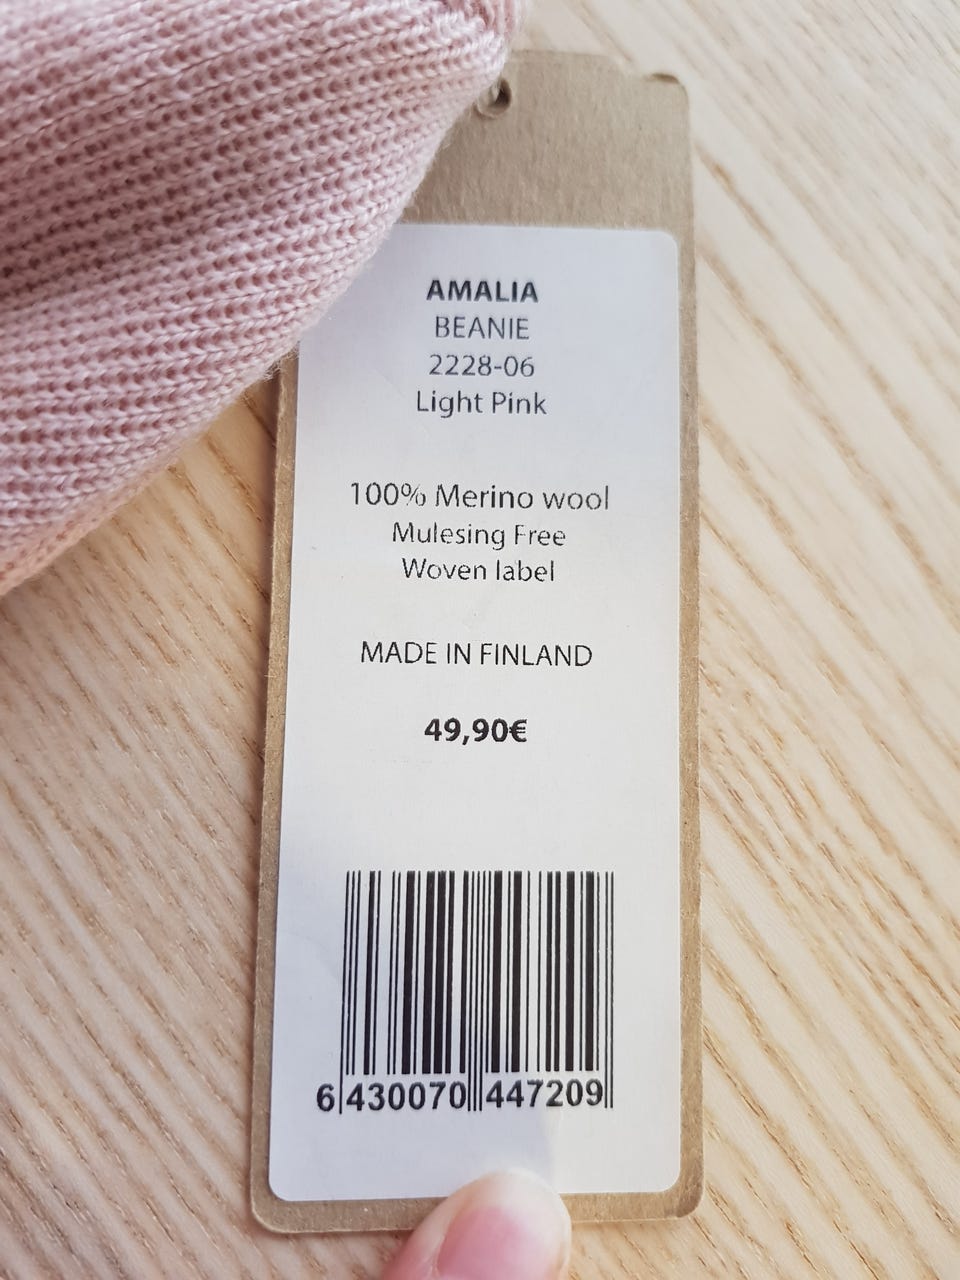 AMALIA
BEANIE
2228-06
Light Pink
100% Merino wool
Mulesing Free
Woven label
MADE IN FINLAND
49,90€
6 430070 447209